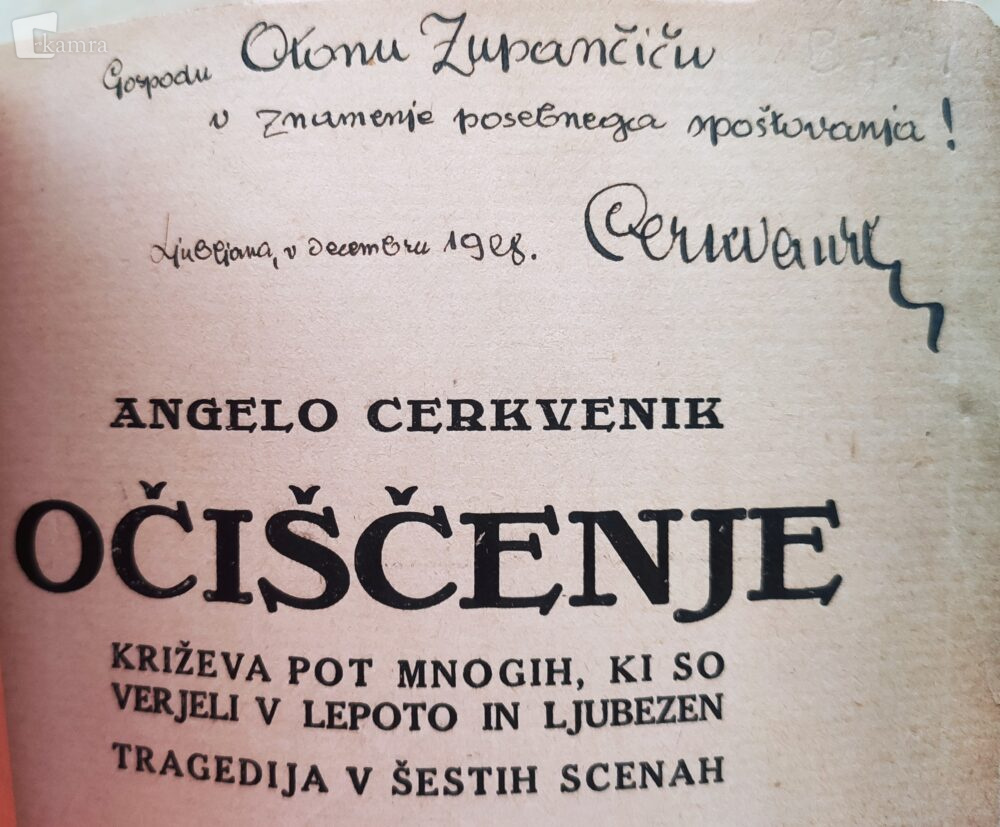 kamra
Gospodu Otonu Zupančiču
v znamenje posebnega spoštovanja!
Ljubljana, v decembru 1928.
Cerkvenik
ANGELO CERKVENIK
OČIŠČENJE
KRIŽEVA POT MNOGIH, KI SO
VERJELI V LEPOTO IN LJUBEZEN
TRAGEDIJA V ŠESTIH SCENAH